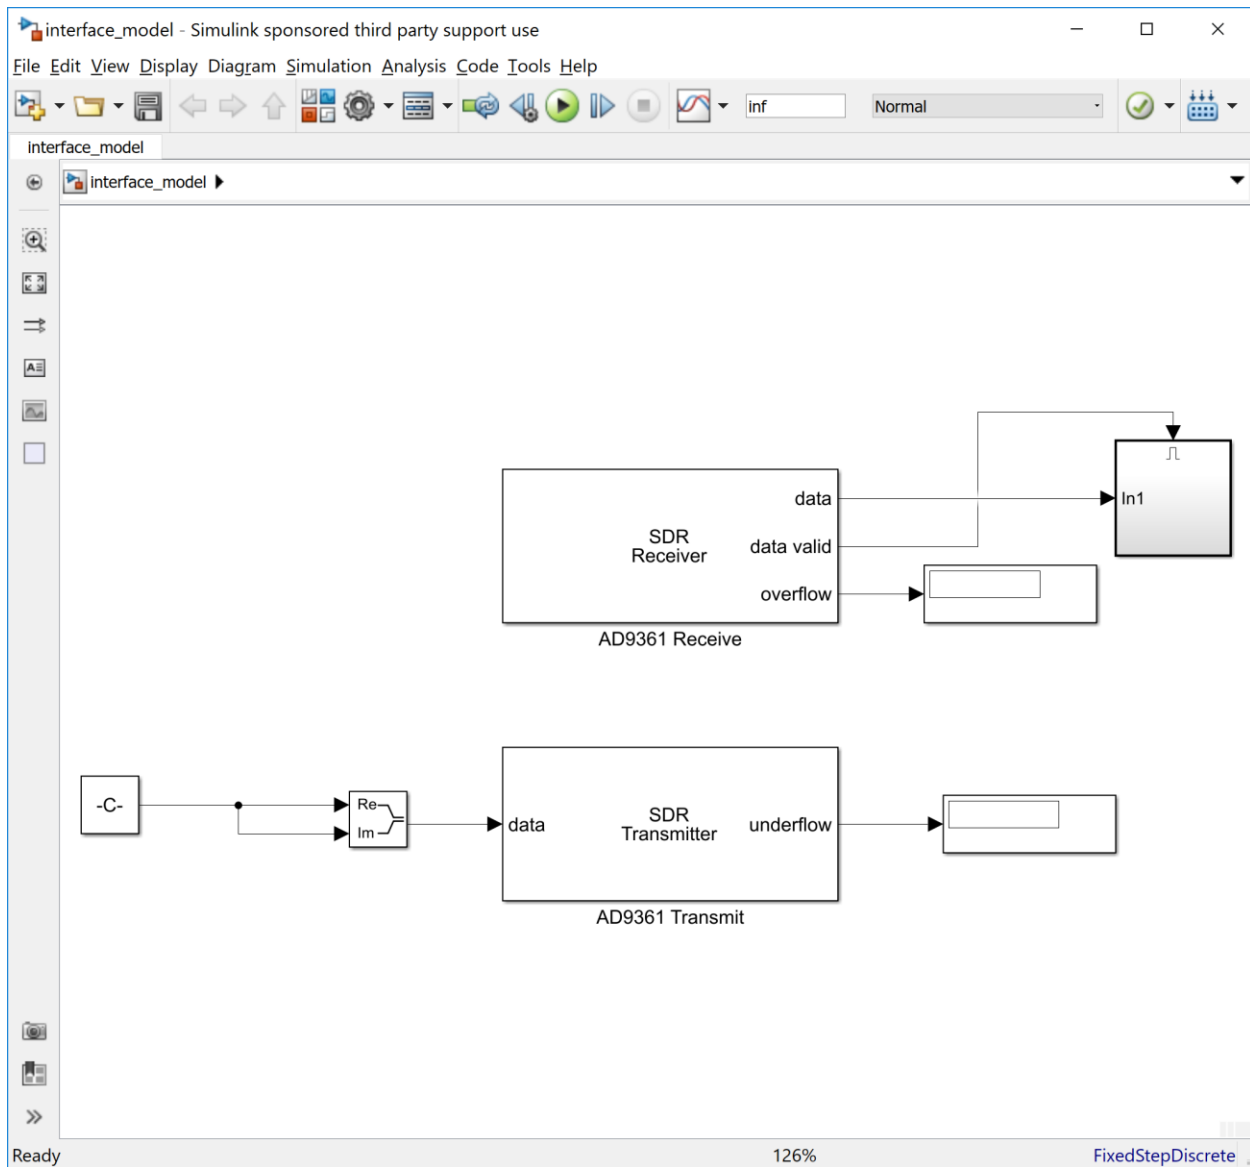 interface_model - Simulink sponsored third party support use
File Edit View Display Diagram Simulation Analysis Code Tools Help
inf
Normal
interface_model
interface_model
data
SDR
Receiver
data valid
In1
overflow
AD9361 Receive
-C-
Re
Im
data
SDR
Transmitter
underflow
AD9361 Transmit
Ready
126%
FixedStepDiscrete